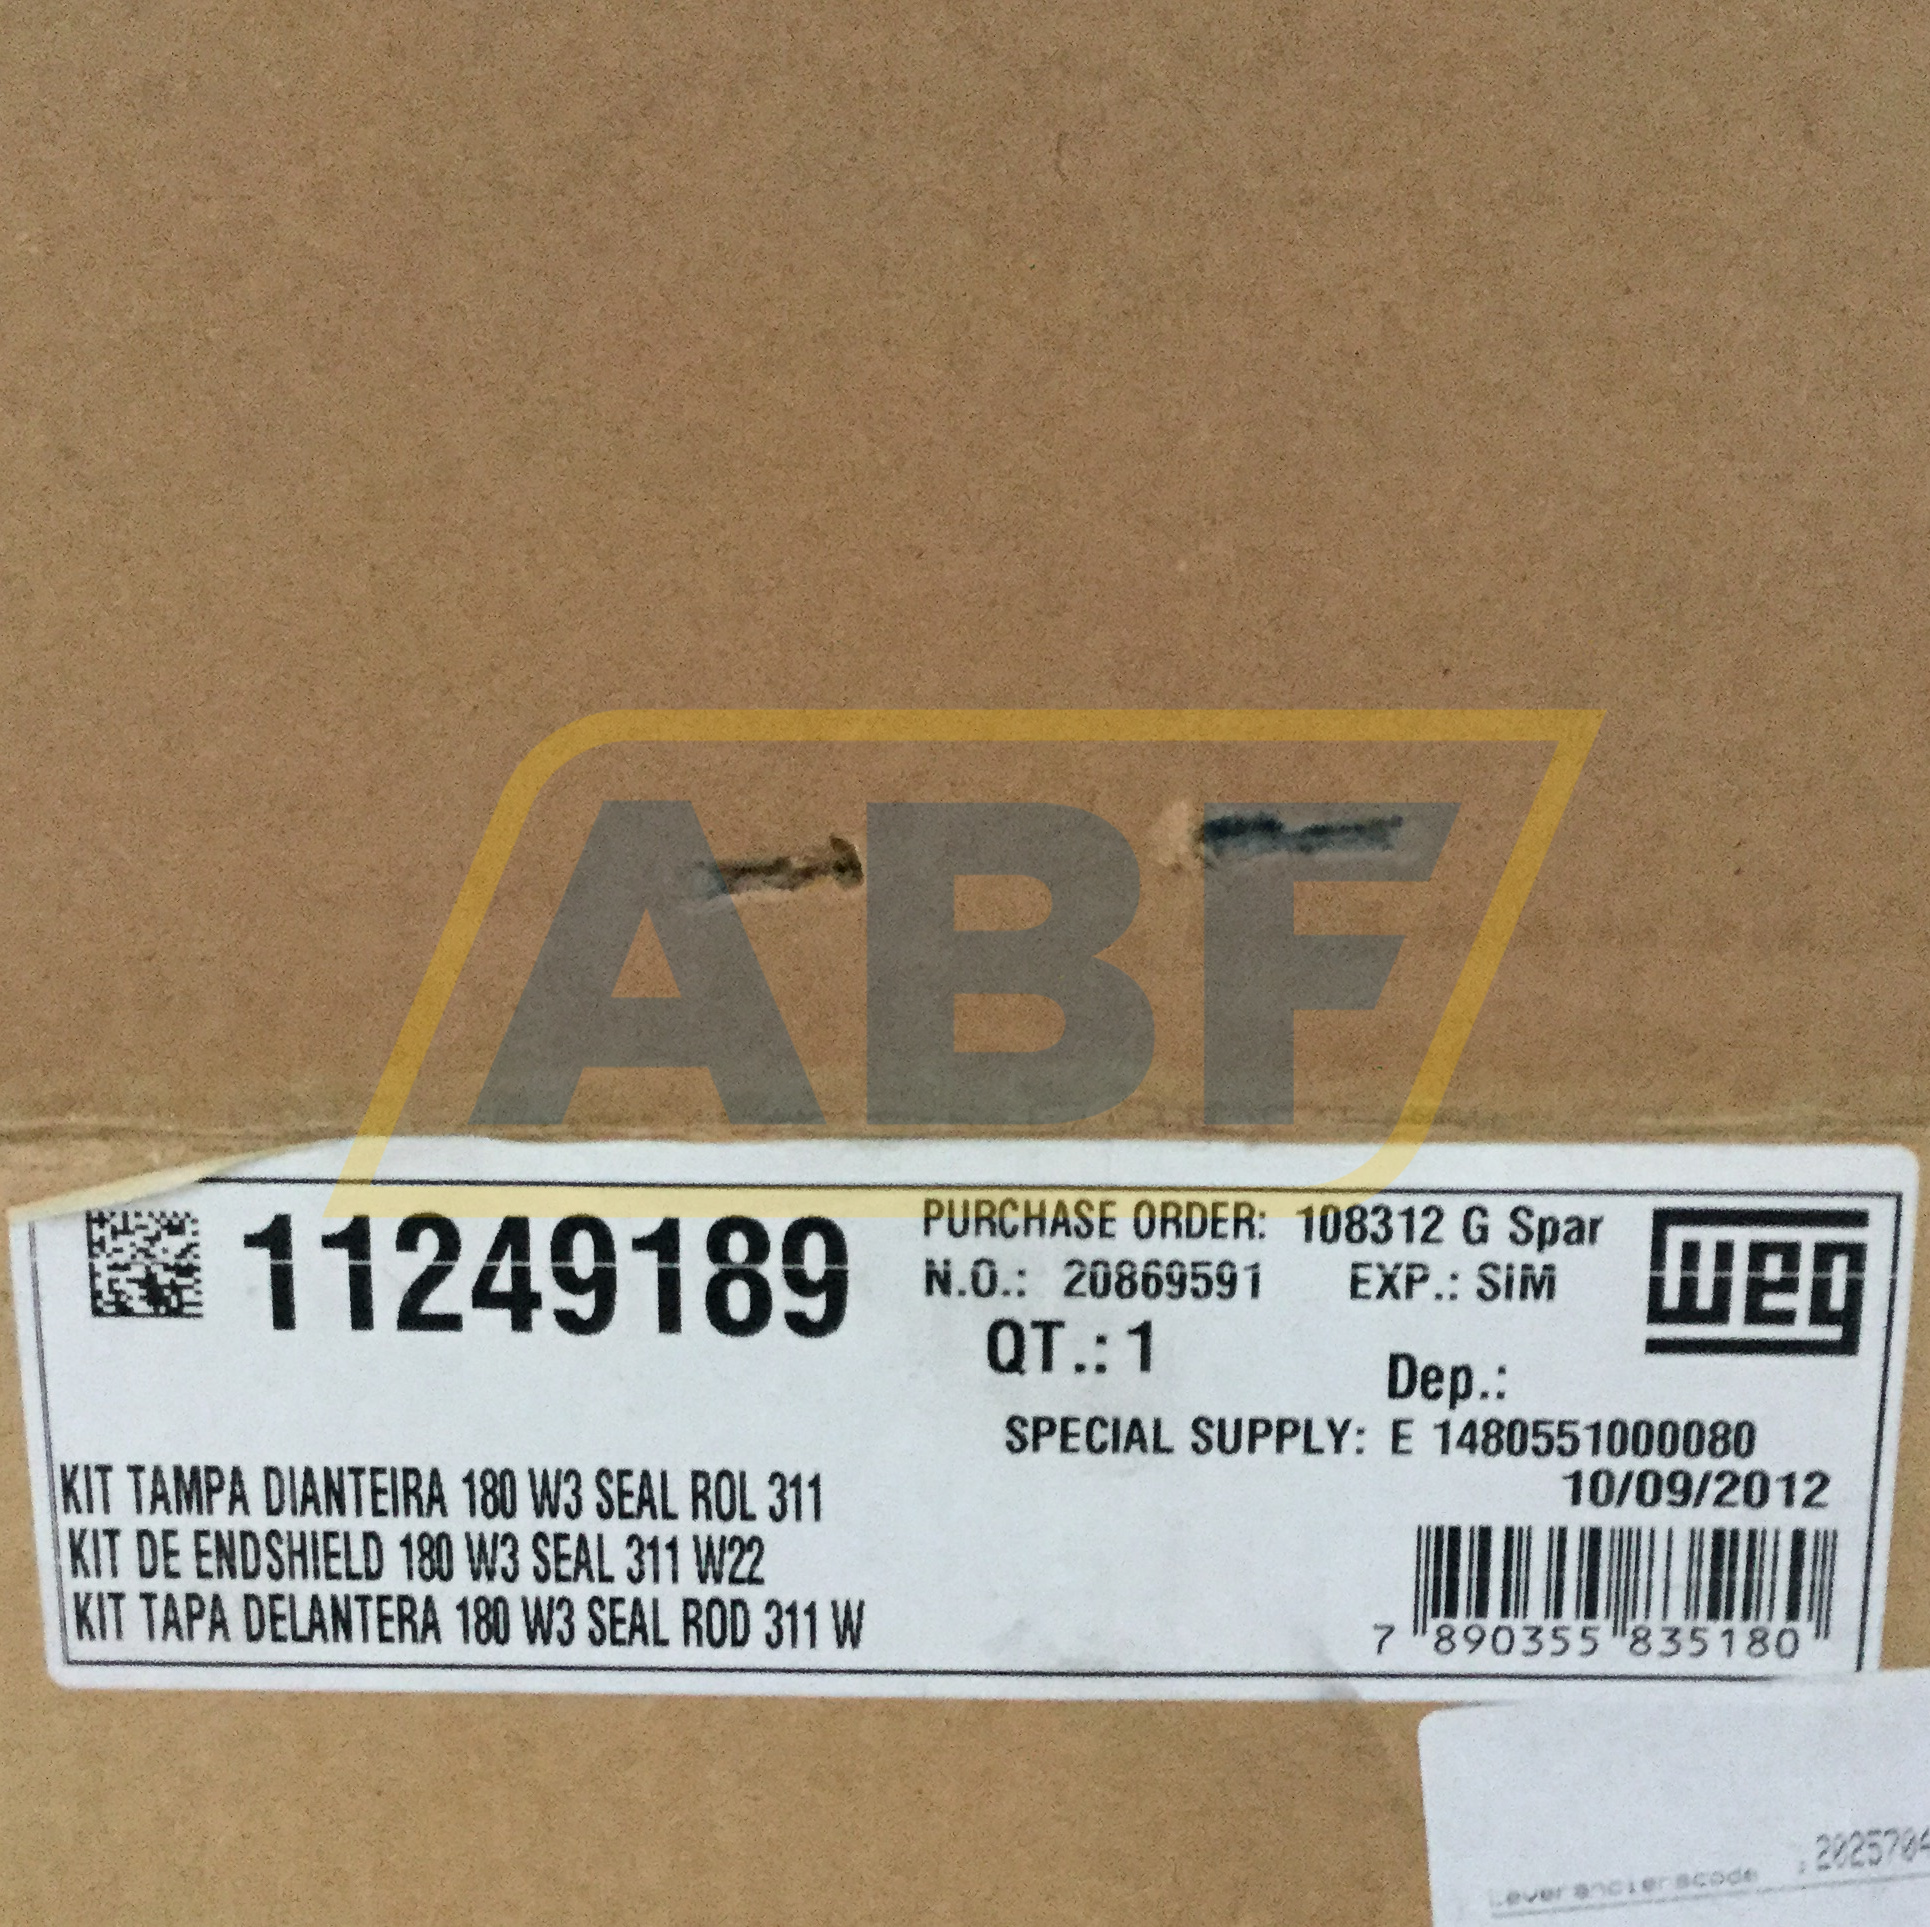 ABF
11249189
PURCHASE ORDER: 108312 G Spar
N.O.: 20869591 EXP.: SIM
weg
QT.: 1
Dep.:
SPECIAL SUPPLY: E 1480551000080
10/09/2012
KIT TAMPA DIANTEIRA 180 W3 SEAL ROL 311
KIT DE ENDSHIELD 180 W3 SEAL 311 W22
KIT TAPA DELANTERA 180 W3 SEAL ROD 311 W
7 890355 835180
Leverancierscode : 2025704